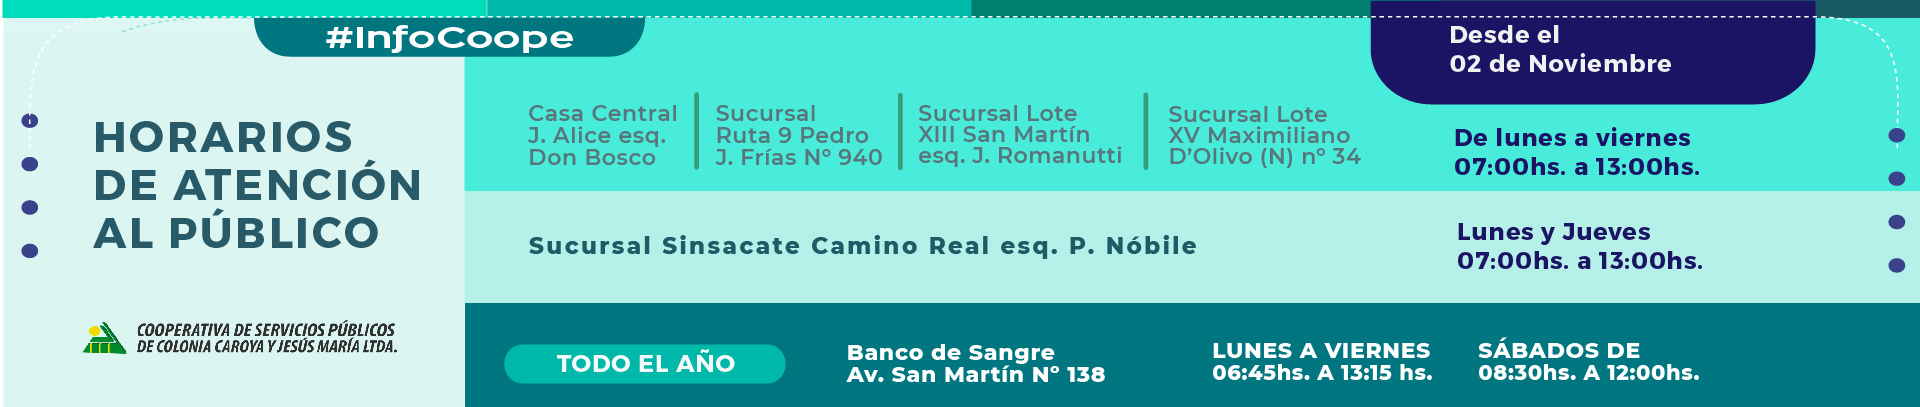 #InfoCoope
HORARIOS
DE ATENCIÓN
AL PÚBLICO
COOPERATIVA DE SERVICIOS PÚBLICOS
DE COLONIA CAROYA Y JESÚS MARÍA LTDA.
Desde el
02 de Noviembre
Casa Central
J. Alice esq.
Don Bosco
Sucursal
Ruta 9 Pedro
J. Frías Nº 940
Sucursal Lote
XIII San Martín
esq. J. Romanutti
Sucursal Lote
XV Maximiliano
D'Olivo (N) nº 34
De lunes a viernes
07:00hs. a 13:00hs.
Sucursal Sinsacate Camino Real esq. P. Nóbile
Lunes y Jueves
07:00hs. a 13:00hs.
TODO EL AÑO
Banco de Sangre
Av. San Martín Nº 138
LUNES A VIERNES
06:45hs. A 13:15 hs.
SÁBADOS DE
08:30hs. A 12:00hs.